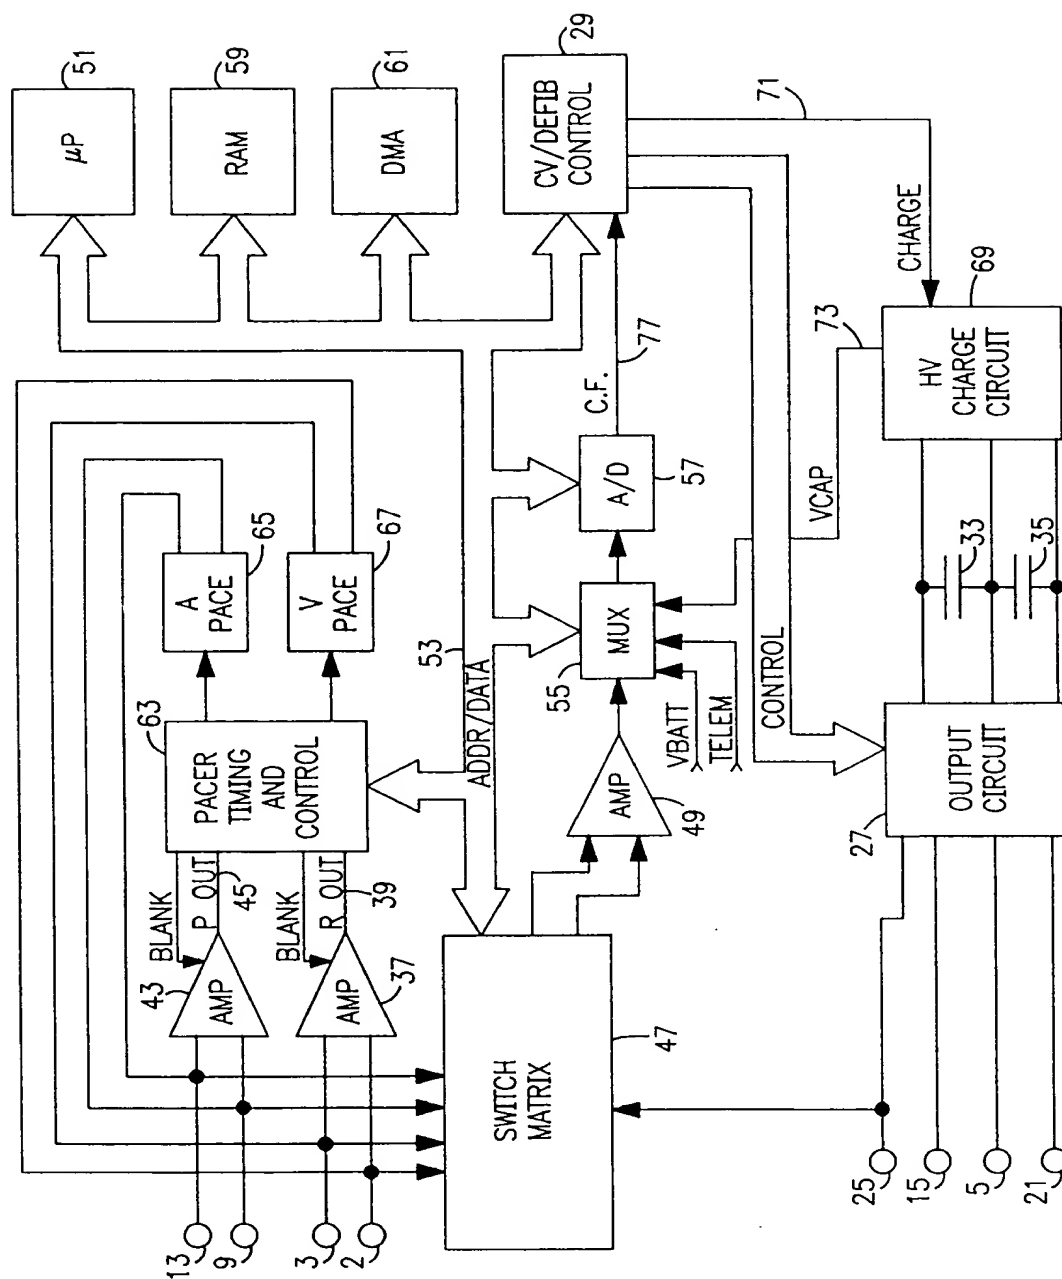 51
µP
59
RAM
61
DMA
29
CV/DEFIB
CONTROL
71
CHARGE
69
HV
CHARGE
CIRCUIT
73
VCAP
77
C.F.
A/D
57
65
A
PACE
67
V
PACE
53
ADDR/DATA
63
PACER
TIMING
AND
CONTROL
MUX
55
VBATT
TELEM
CONTROL
33
35
AMP
49
OUTPUT
CIRCUIT
27
BLANK
P OUT
45
BLANK
R OUT
39
43
AMP
37
AMP
SWITCH
MATRIX
47
13
9
3
2
25
15
5
21